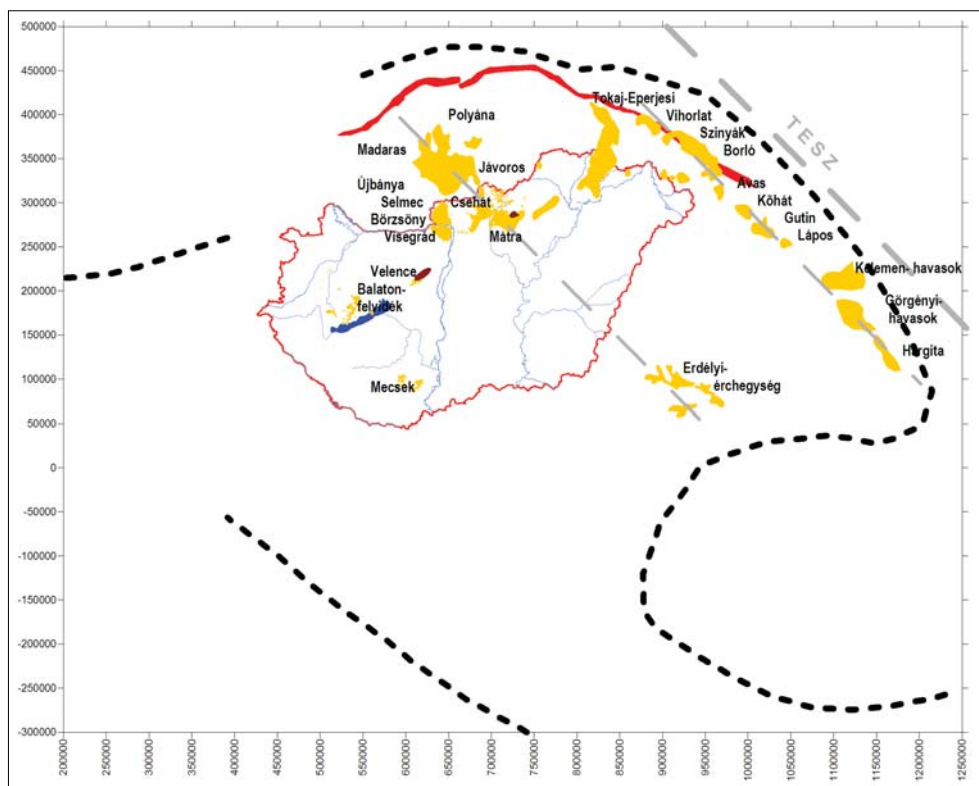 500000
450000
400000
350000
300000
250000
200000
150000
100000
50000
0
-50000
-100000
-150000
-200000
-250000
-300000
TESZ
Tokaj-Eperjesi
Polyána
Vihorlat
Szinyák
Madaras
Borló
Jávoros
Újbánya
Avas
Selmec
Csehát
Kőhát
Börzsöny
Gutin
Visegrád
Mátra
Lápos
Velence
Kelemen- havasok
Balaton-
felvidék
Görgényi-
havasok
Hargita
Erdélyi-
érchegység
Mecsek
200000
250000
300000
350000
400000
450000
500000
550000
600000
650000
700000
750000
800000
850000
900000
950000
1000000
1050000
1100000
1150000
1200000
1250000